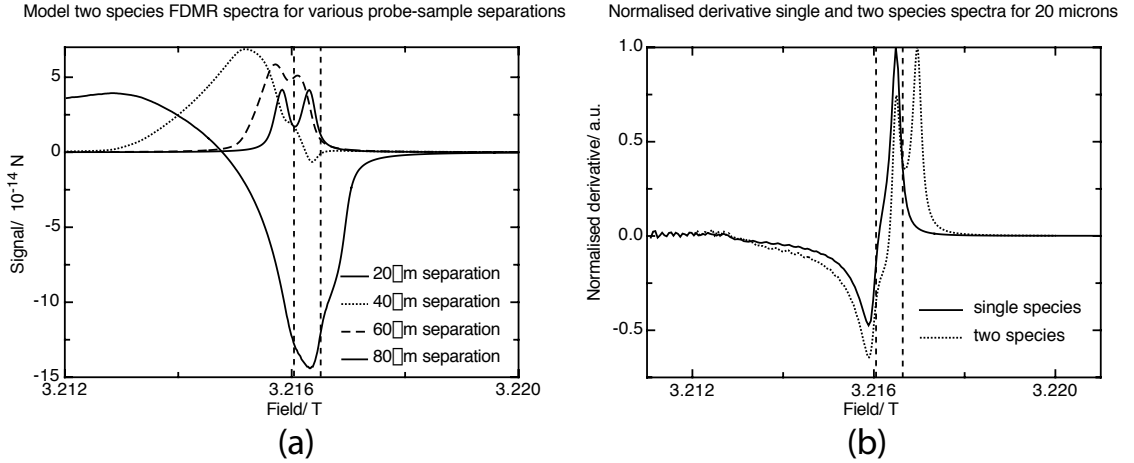 Model two species FDMR spectra for various probe-sample separations
5
0
-5
-10
-15
Signal/ 10-14 N
20□m separation
40□m separation
60□m separation
80□m separation
3.212
3.216
3.220
Field/ T
(a)
Normalised derivative single and two species spectra for 20 microns
1.0
0.5
0.0
-0.5
Normalised derivative/ a.u.
single species
two species
3.212
3.216
3.220
Field/ T
(b)